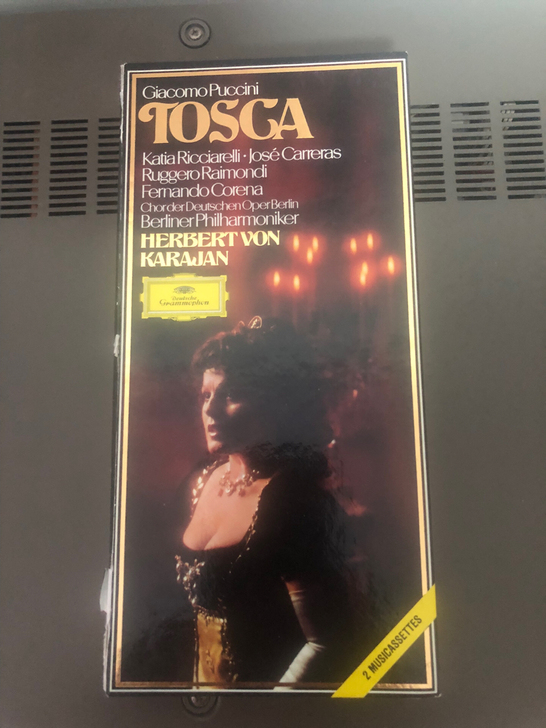 Giacomo Puccini
TOSCA
Katia Ricciarelli · José Carreras
Ruggero Raimondi
Fernando Corena
Chor der Deutschen Oper Berlin
Berliner Philharmoniker
HERBERT VON
KARAJAN
Deutsche
Grammophon
2 MUSICASSETTES